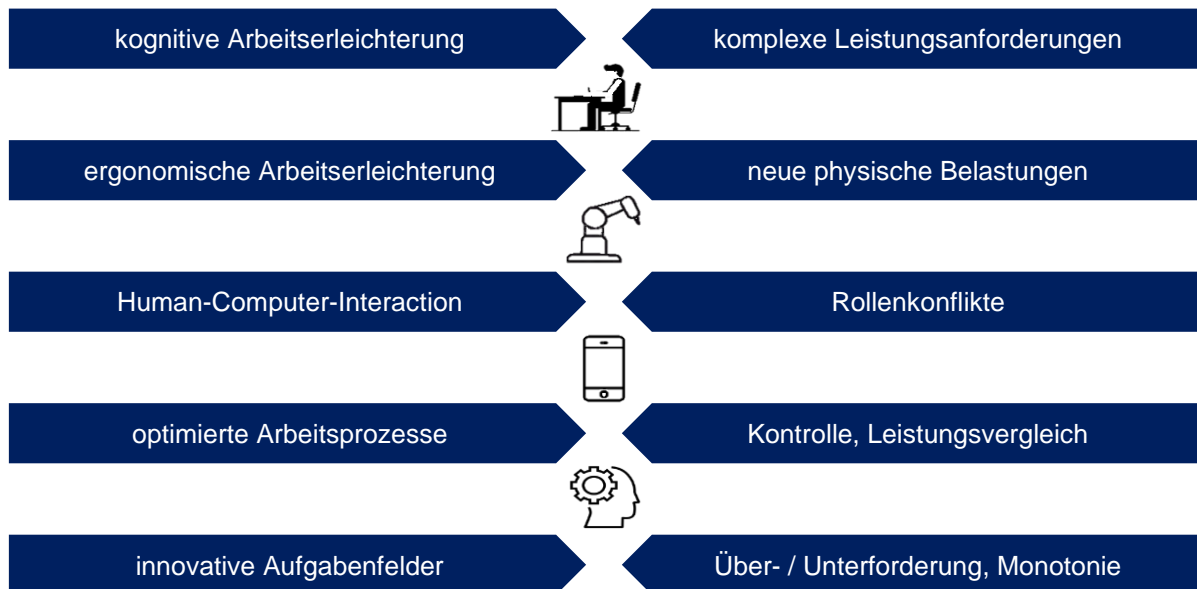 kognitive Arbeitserleichterung
komplexe Leistungsanforderungen
ergonomische Arbeitserleichterung
neue physische Belastungen
Human-Computer-Interaction
Rollenkonflikte
optimierte Arbeitsprozesse
Kontrolle, Leistungsvergleich
innovative Aufgabenfelder
Über- / Unterforderung, Monotonie